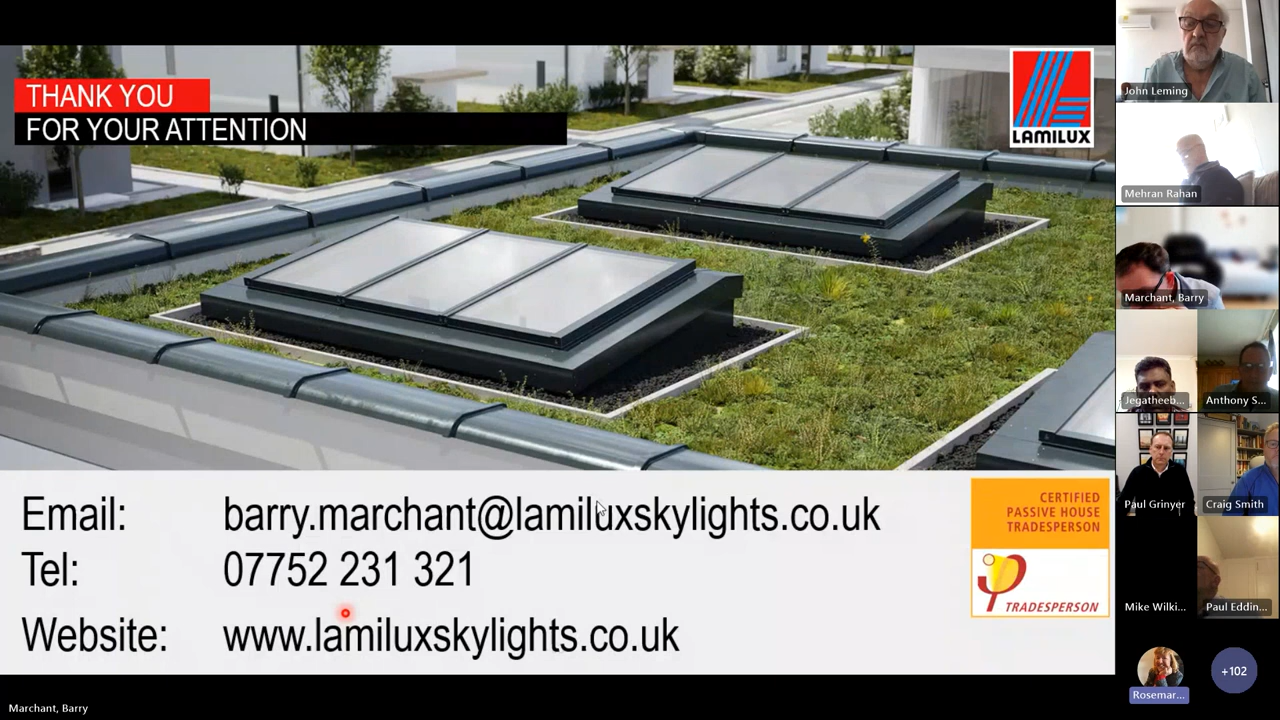 THANK YOU
FOR YOUR ATTENTION
LAMILUX
Email: barry.marchant@lamiluxskylights.co.uk
Tel: 07752 231 321
Website: www.lamiluxskylights.co.uk
CERTIFIED
PASSIVE HOUSE
TRADESPERSON
TRADESPERSON
Marchant, Barry
John Leming
Mehran Rahan
Marchant, Barry
Jegatheeb...
Anthony S...
Paul Grinyer
Craig Smith
Mike Wilki...
Paul Eddin...
Rosemar...
+102